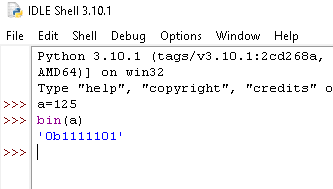 IDLE Shell 3.10.1
File Edit Shell Debug Options Window
Python 3.10.1 (tags/v3.10.1:2cd268a,
AMD64)] on win32
Type "help", "copyright", "credits" o
>>> a=125
>>> bin(a)
'0b1111101'
>>>